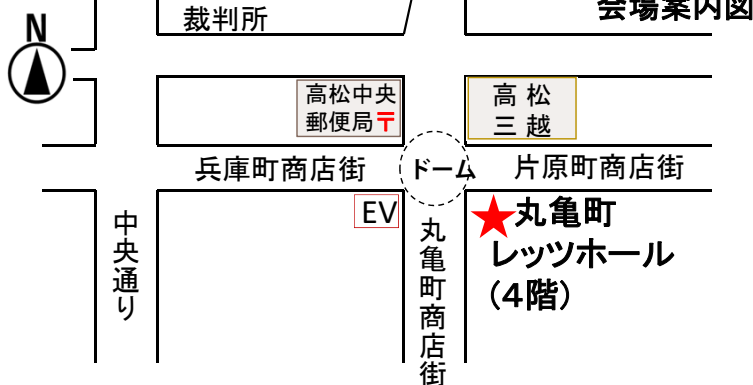 会場案内図
N
裁判所
高松中央
郵便局〒
高松
三越
兵庫町商店街
ドーム
片原町商店街
EV
中央通り
丸亀町商店街
★丸亀町
レッツホール
(4階)